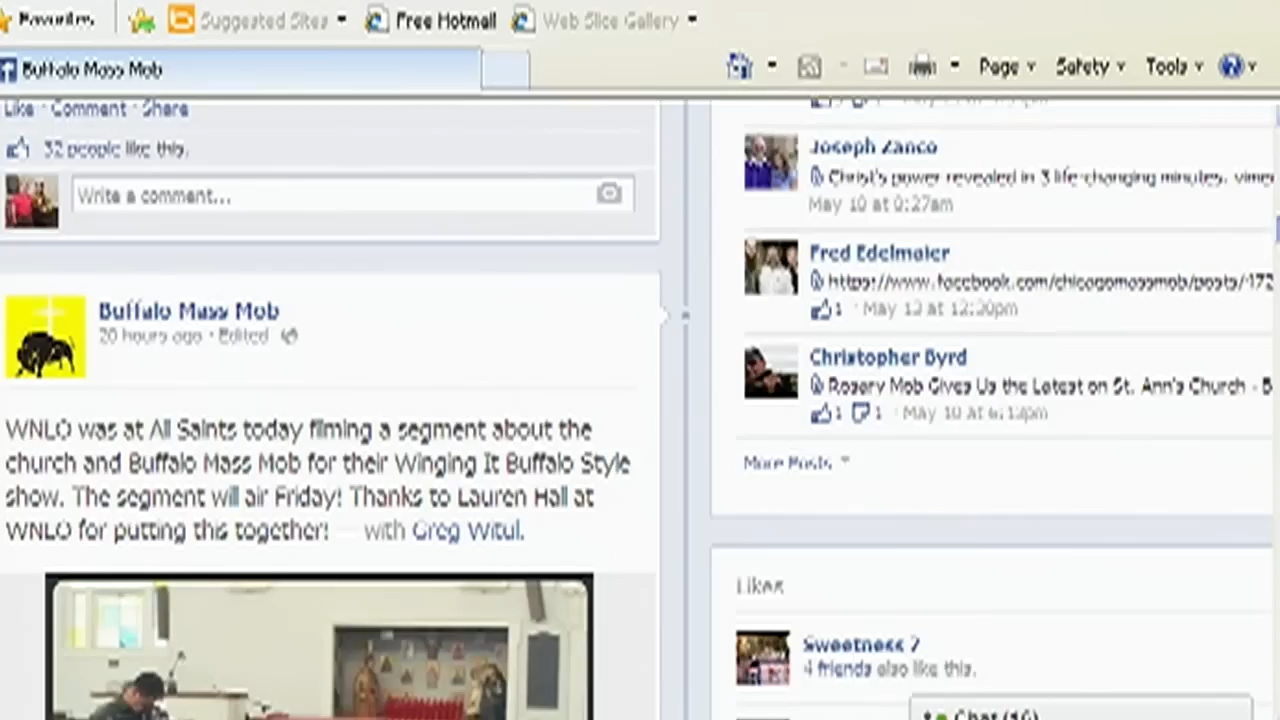 Favorites
Suggested Sites
Free Hotmail
Web Slice Gallery
Buffalo Mass Mob
Page
Safety
Tools
Like · Comment · Share
32 people like this.
Write a comment...
Buffalo Mass Mob
20 hours ago · Edited
WNLO was at All Saints today filming a segment about the
church and Buffalo Mass Mob for their Winging It Buffalo Style
show. The segment will air Friday! Thanks to Lauren Hall at
WNLO for putting this together! — with Greg Witul.
Joseph Zanco
Christ's power revealed in 3 life-changing minutes.
May 10 at 0:27am
Fred Edelmaier
https://www.facebook.com/chicagomassmob/posts/172
1 · May 12 at 12:30pm
Christopher Byrd
Rosary Mob Gives Us the Latest on St. Ann's Church - B
1 1 · May 10 at 6:13pm
More Posts
Likes
Sweetness 7
4 friends also like this.
Chat (16)